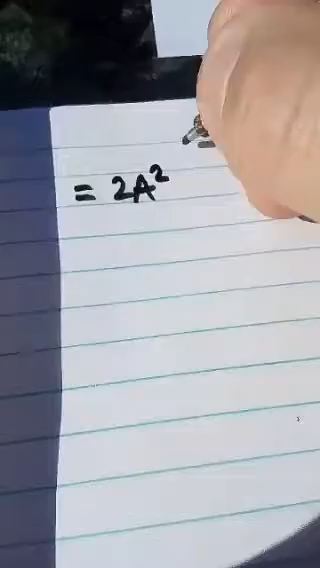 = 2A²